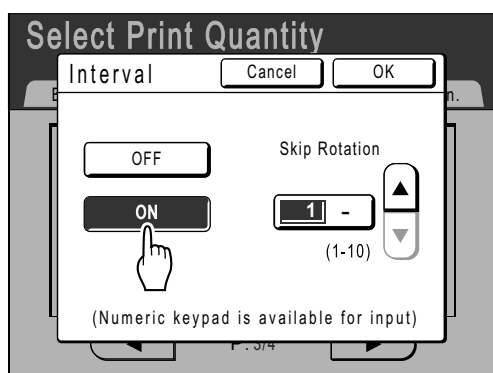 Select Print Quantity
Interval
Cancel
OK
n.
OFF
Skip Rotation
ON
1 -
(1-10)
(Numeric keypad is available for input)
P. 3/4